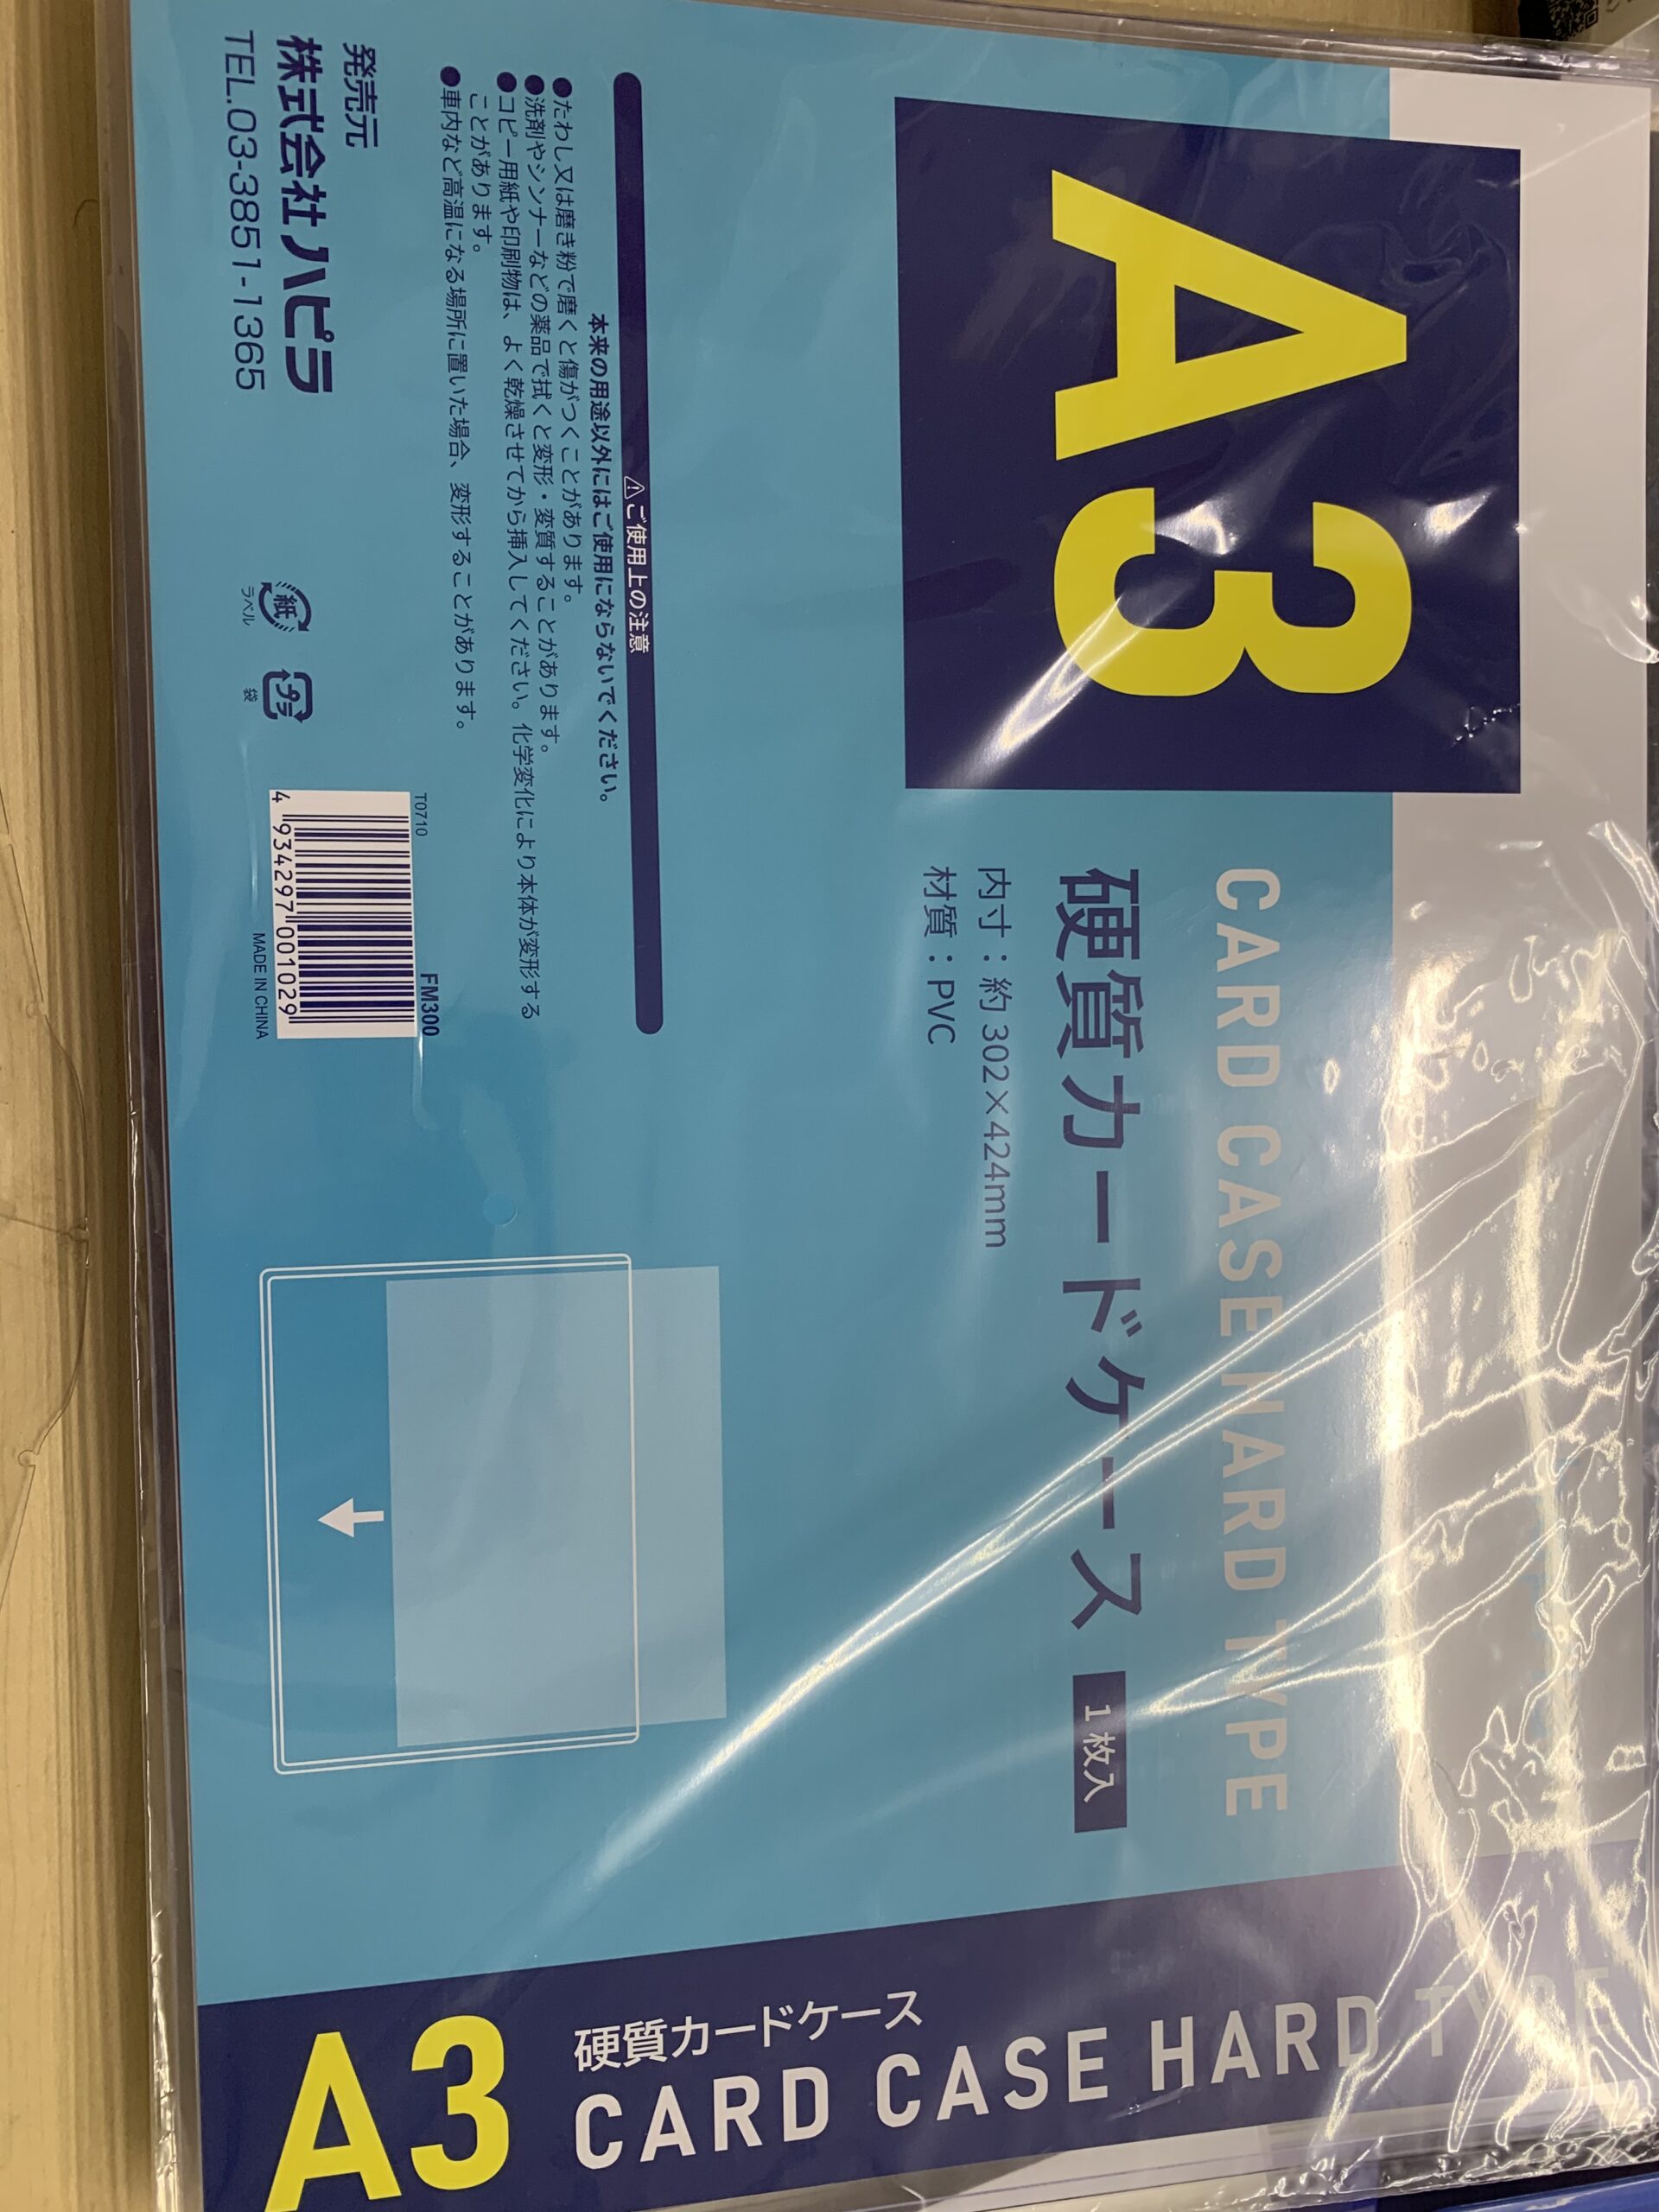 A3
CARD CASE HARD TYPE
硬質カードケース
1枚入
内寸：約302×424mm
材質：PVC
⚠ご使用上の注意
本来の用途以外にはご使用にならないでください。
●たわし又は磨き粉で磨くと傷がつくことがあります。
●洗剤やシンナーなどの薬品で拭くと変形・変質することがあります。
●コピー用紙や印刷物は、よく乾燥させてから挿入してください。化学変化により本体が変形する
ことがあります。
●車内など高温になる場所に置いた場合、変形することがあります。
発売元
株式会社ハピラ
TEL.03-3851-1365
紙
ラベル
プラ
袋
T0710
FM300
4 934297 001029
MADE IN CHINA
A3
硬質カードケース
CARD CASE HARD TYPE